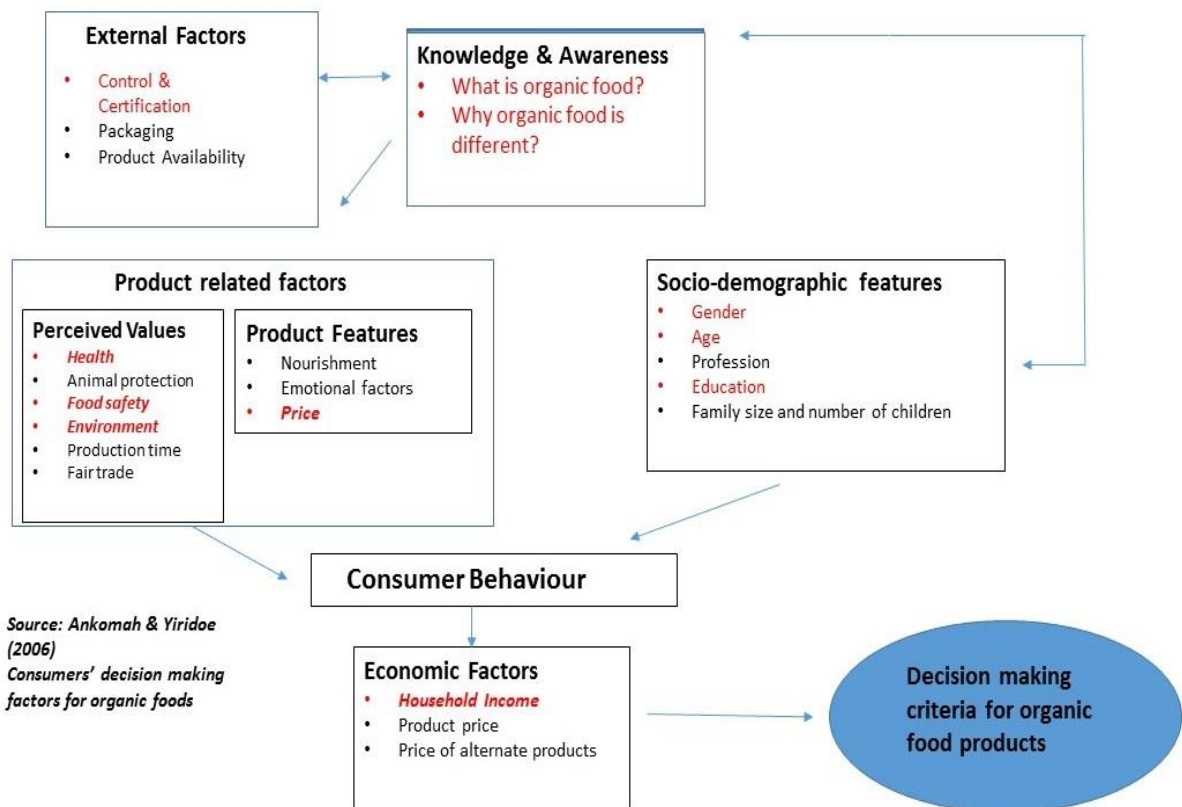 External Factors
• Control &
Certification
• Packaging
• Product Availability
Knowledge & Awareness
• What is organic food?
• Why organic food is
different?
Product related factors
Perceived Values
• Health
• Animal protection
• Food safety
• Environment
• Production time
• Fair trade
Product Features
• Nourishment
• Emotional factors
• Price
Socio-demographic features
• Gender
• Age
• Profession
• Education
• Family size and number of children
Consumer Behaviour
Source: Ankomah & Yiridoe
(2006)
Consumers’ decision making
factors for organic foods
Economic Factors
• Household Income
• Product price
• Price of alternate products
Decision making
criteria for organic
food products